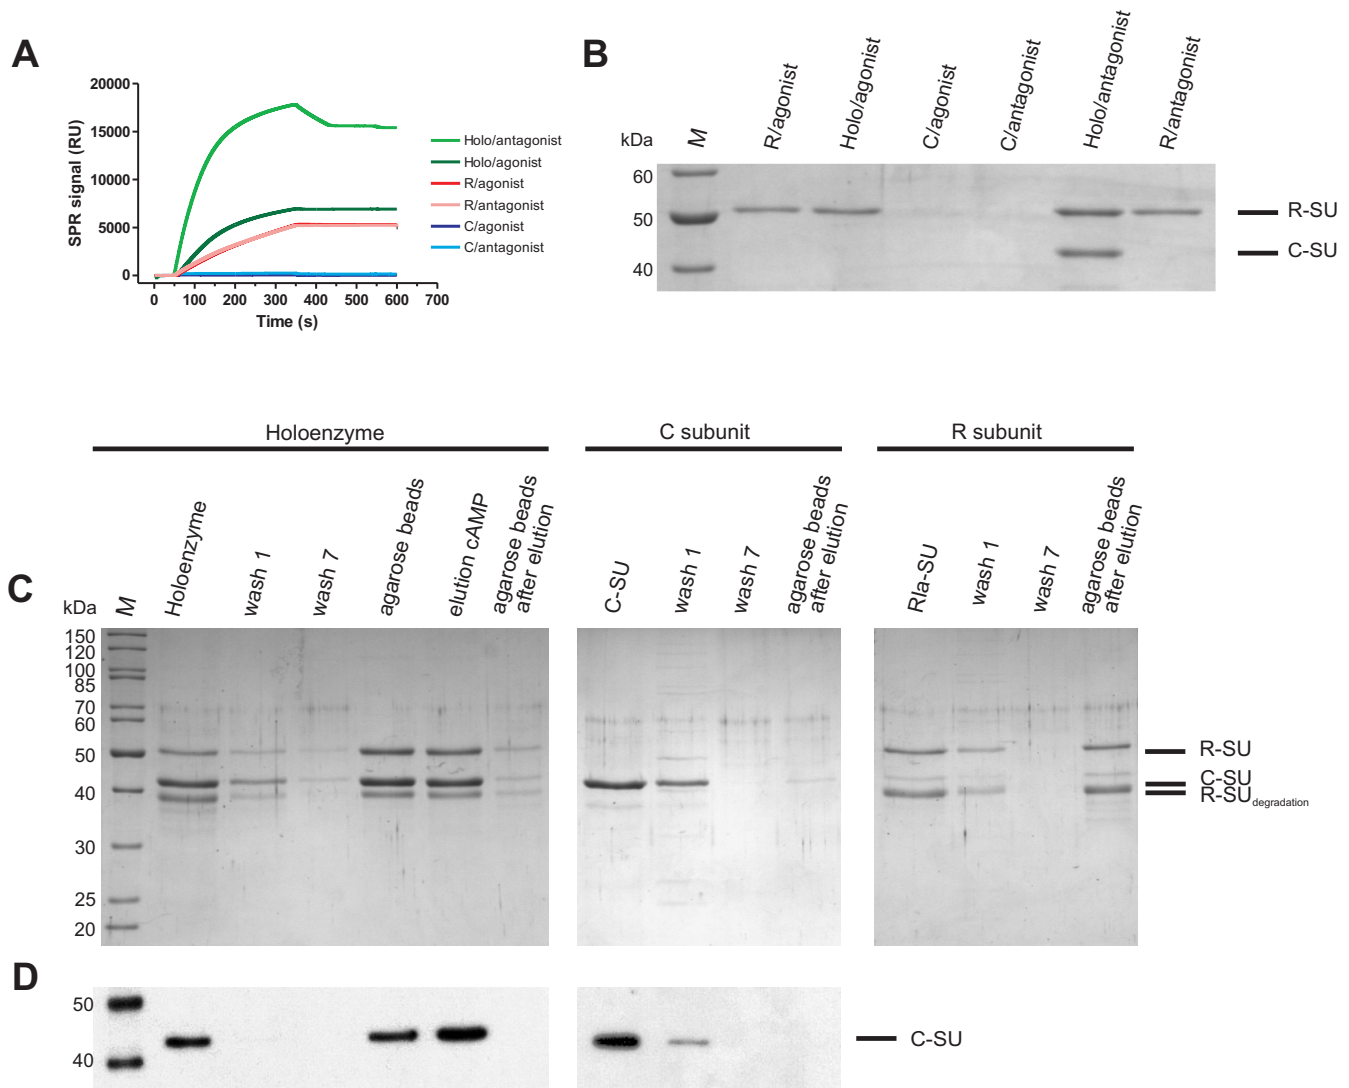 A
SPR signal (RU)
20000
15000
10000
5000
0
0 100 200 300 400 500 600 700
Time (s)
Holo/antagonist
Holo/agonist
R/agonist
R/antagonist
C/agonist
C/antagonist
B
kDa
M
R/agonist
Holo/agonist
C/agonist
C/antagonist
Holo/antagonist
R/antagonist
60
50
40
R-SU
C-SU
Holoenzyme
C subunit
R subunit
C
kDa
M
Holoenzyme
wash 1
wash 7
agarose beads
elution cAMP
agarose beads
after elution
C-SU
wash 1
wash 7
agarose beads
after elution
RIa-SU
wash 1
wash 7
agarose beads
after elution
150
120
100
85
70
60
50
40
30
25
20
R-SU
C-SU
R-SUdegradation
D
50
40
C-SU